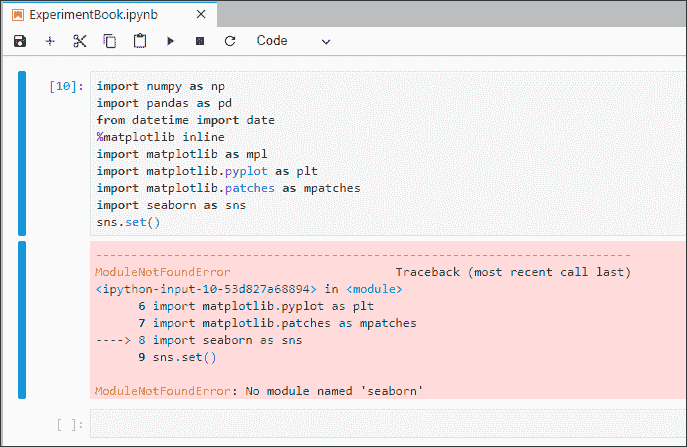 ExperimentBook.ipynb
Code
[10]:
import numpy as np
import pandas as pd
from datetime import date
%matplotlib inline
import matplotlib as mpl
import matplotlib.pyplot as plt
import matplotlib.patches as mpatches
import seaborn as sns
sns.set()
---------------------------------------------------------------------------
ModuleNotFoundError                       Traceback (most recent call last)
<ipython-input-10-53d827a68894> in <module>
      6 import matplotlib.pyplot as plt
      7 import matplotlib.patches as mpatches
----> 8 import seaborn as sns
      9 sns.set()
ModuleNotFoundError: No module named 'seaborn'
[ ]: